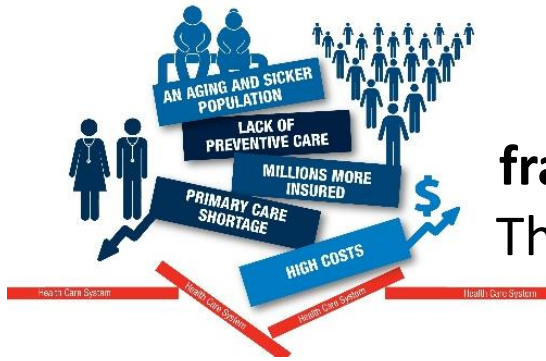 AN AGING AND SICKER
POPULATION
LACK OF
PREVENTIVE CARE
MILLIONS MORE
INSURED
PRIMARY CARE
SHORTAGE
$
HIGH COSTS
fra
Th
Health Care System
Health Care System
Health Care System
Health Care System